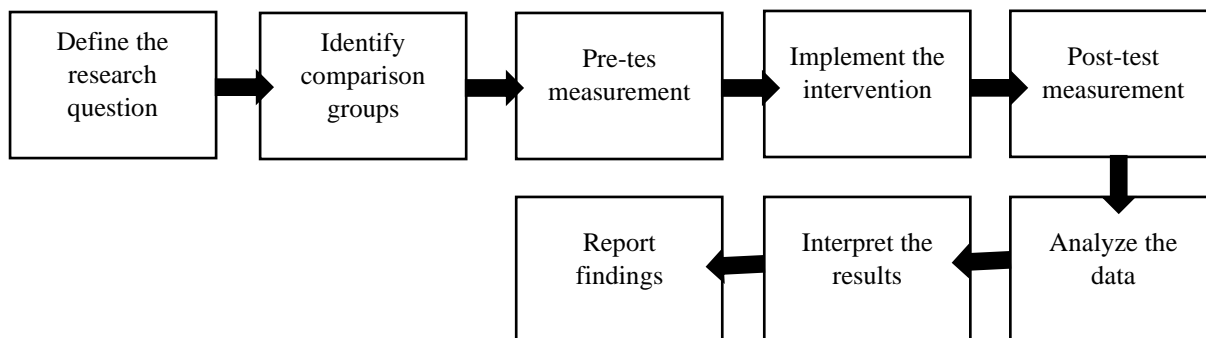 Define the
research
question
Identify
comparison
groups
Pre-tes
measurement
Implement the
intervention
Post-test
measurement
Analyze the
data
Interpret the
results
Report
findings